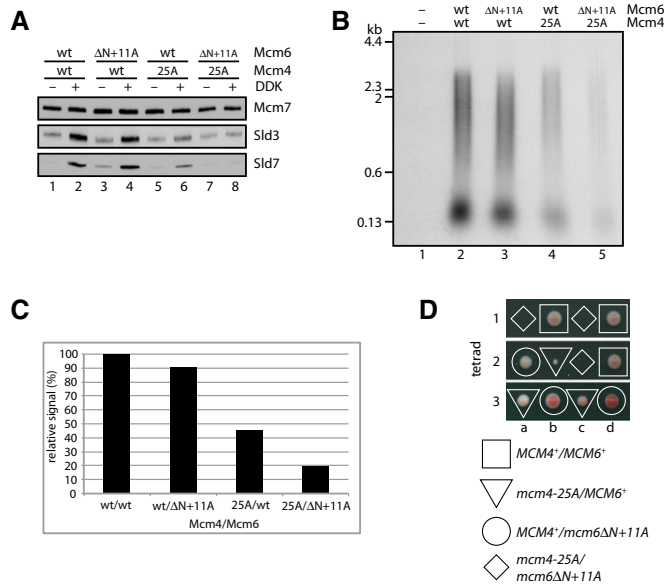 A
wt ΔN+11A wt ΔN+11A Mcm6
wt wt 25A 25A Mcm4
– + – + – + – + DDK
Mcm7
Sld3
Sld7
1 2 3 4 5 6 7 8
B
– wt ΔN+11A wt ΔN+11A Mcm6
– wt wt 25A 25A Mcm4
kb
4.4
2.3
2
0.6
0.13
1 2 3 4 5
C
relative signal (%)
100
90
80
70
60
50
40
30
20
10
0
wt/wt wt/ΔN+11A 25A/wt 25A/ΔN+11A
Mcm4/Mcm6
D
tetrad
1
2
3
a b c d
MCM4⁺/MCM6⁺
mcm4-25A/MCM6⁺
MCM4⁺/mcm6ΔN+11A
mcm4-25A/
mcm6ΔN+11A